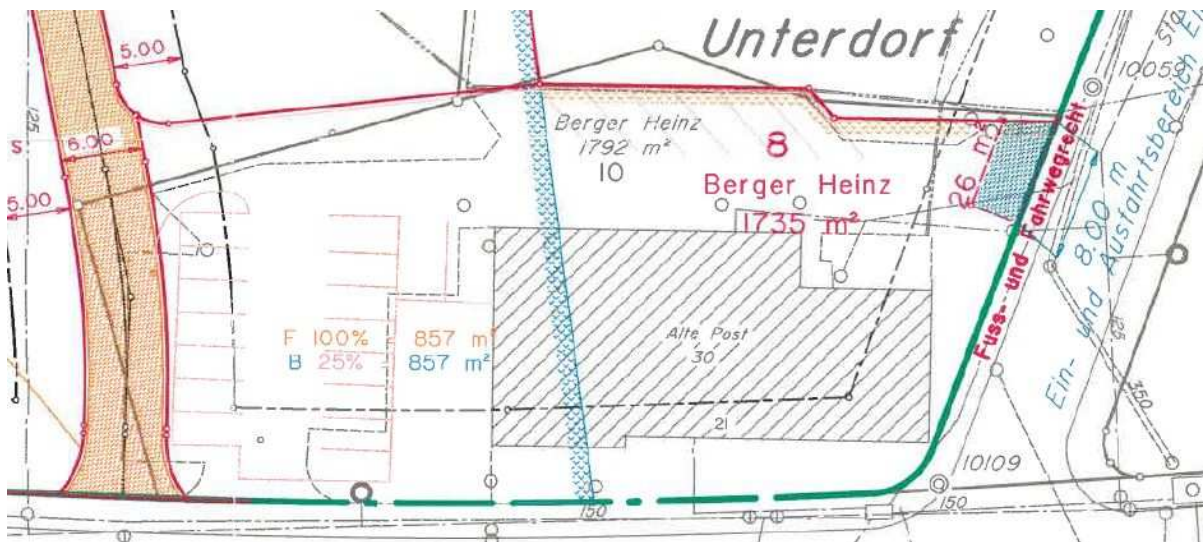 5.00
Unterdorf
10059
125
Berger Heinz
1792 m²
10
8
6.00
s
Berger Heinz
1735 m²
26 m²
Fuss- und Fahrwegrecht
8.00 m
Ein- und Ausfahrtsbereich
5.00
F 100% - 857 m²
B 25% - 857 m²
Alte Post
30
125
350
21
10109
150
150